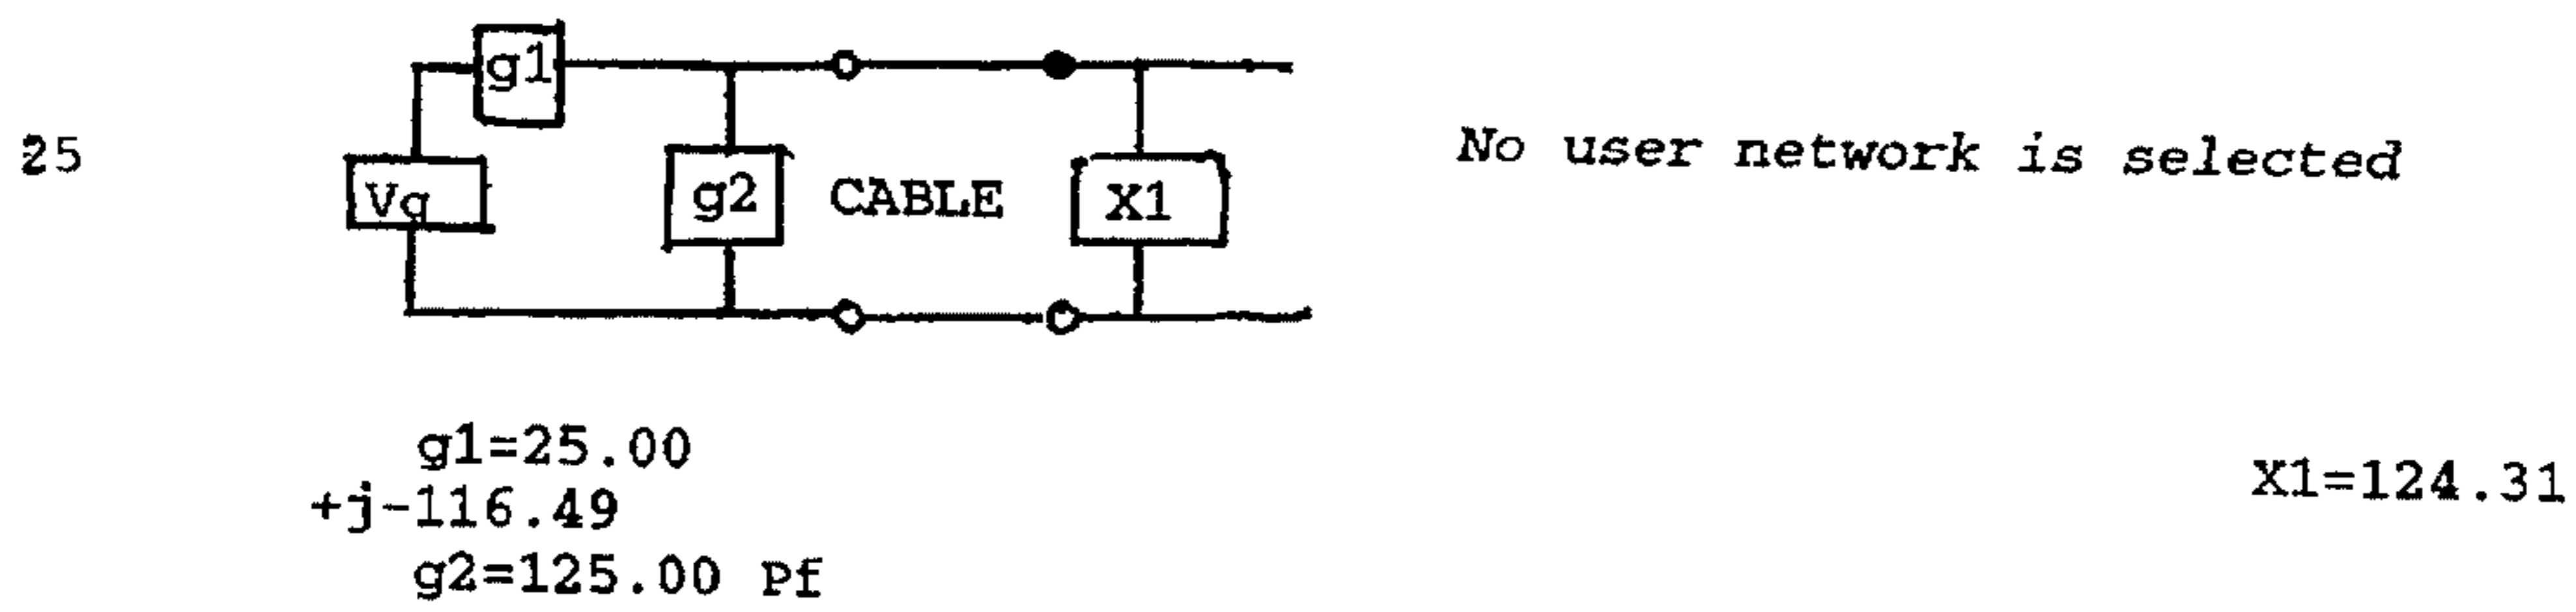 g1
25
No user network is selected
Vg
g2
CABLE
X1
g1=25.00
X1=124.31
+j-116.49
g2=125.00 Pf